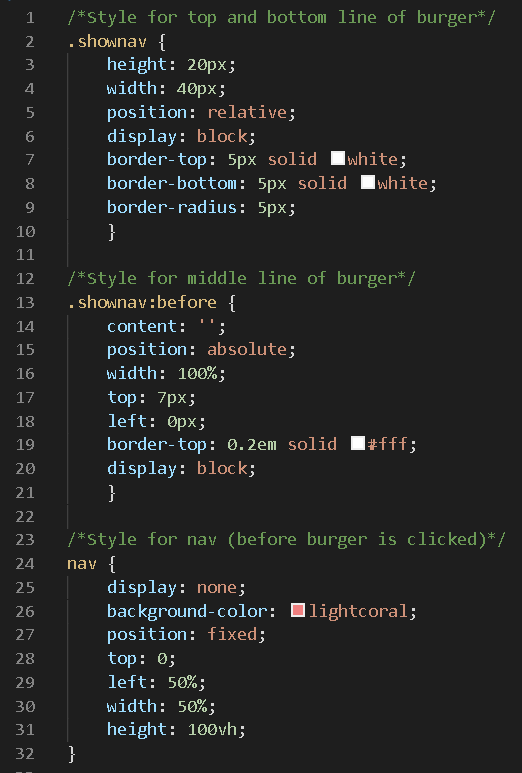 1 /*Style for top and bottom line of burger*/
2 .shownav {
3 height: 20px;
4 width: 40px;
5 position: relative;
6 display: block;
7 border-top: 5px solid white;
8 border-bottom: 5px solid white;
9 border-radius: 5px;
10 }
11
12 /*Style for middle line of burger*/
13 .shownav:before {
14 content: '';
15 position: absolute;
16 width: 100%;
17 top: 7px;
18 left: 0px;
19 border-top: 0.2em solid #fff;
20 display: block;
21 }
22
23 /*Style for nav (before burger is clicked)*/
24 nav {
25 display: none;
26 background-color: lightcoral;
27 position: fixed;
28 top: 0;
29 left: 50%;
30 width: 50%;
31 height: 100vh;
32 }